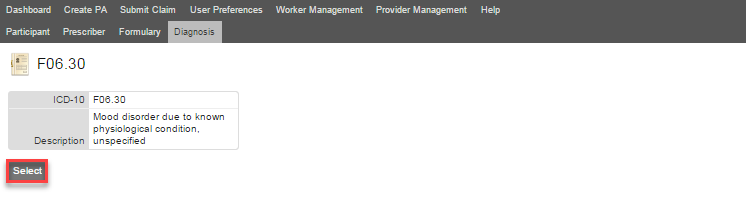 Dashboard Create PA Submit Claim User Preferences Worker Management Provider Management Help
Participant Prescriber Formulary Diagnosis
F06.30
ICD-10 F06.30
Mood disorder due to known
physiological condition,
Description unspecified
Select